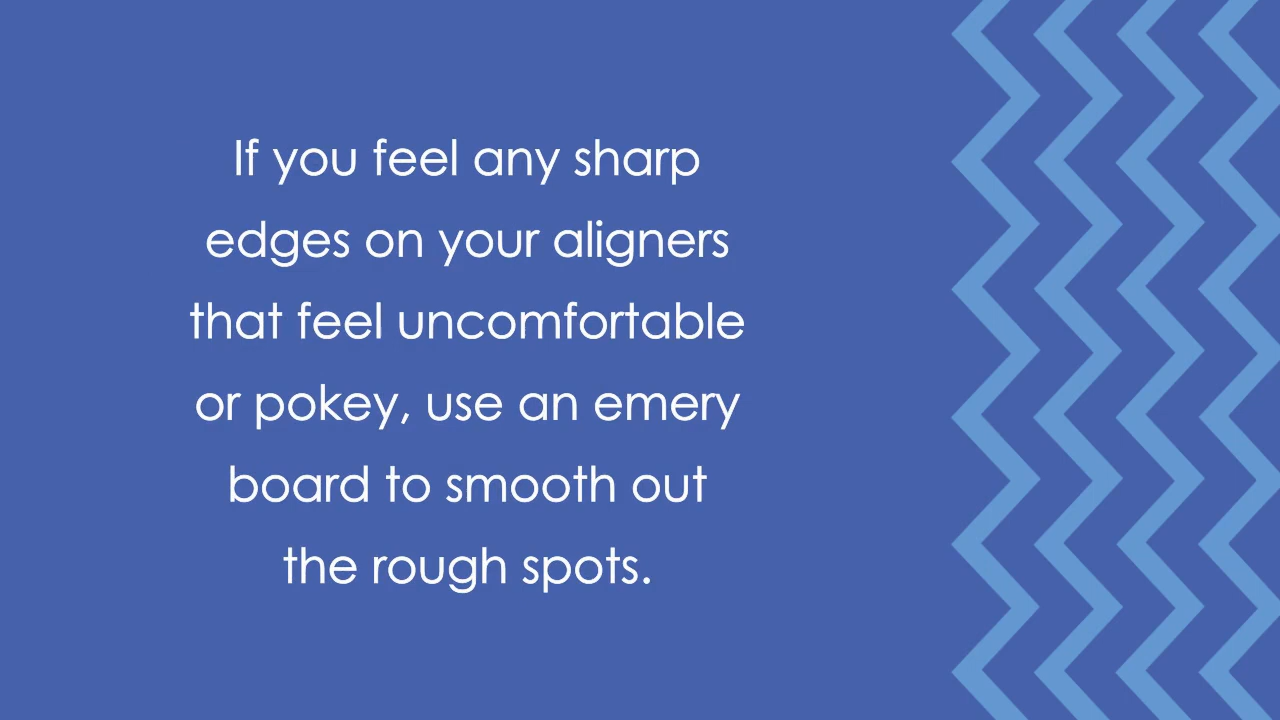 If you feel any sharp
edges on your aligners
that feel uncomfortable
or pokey, use an emery
board to smooth out
the rough spots.